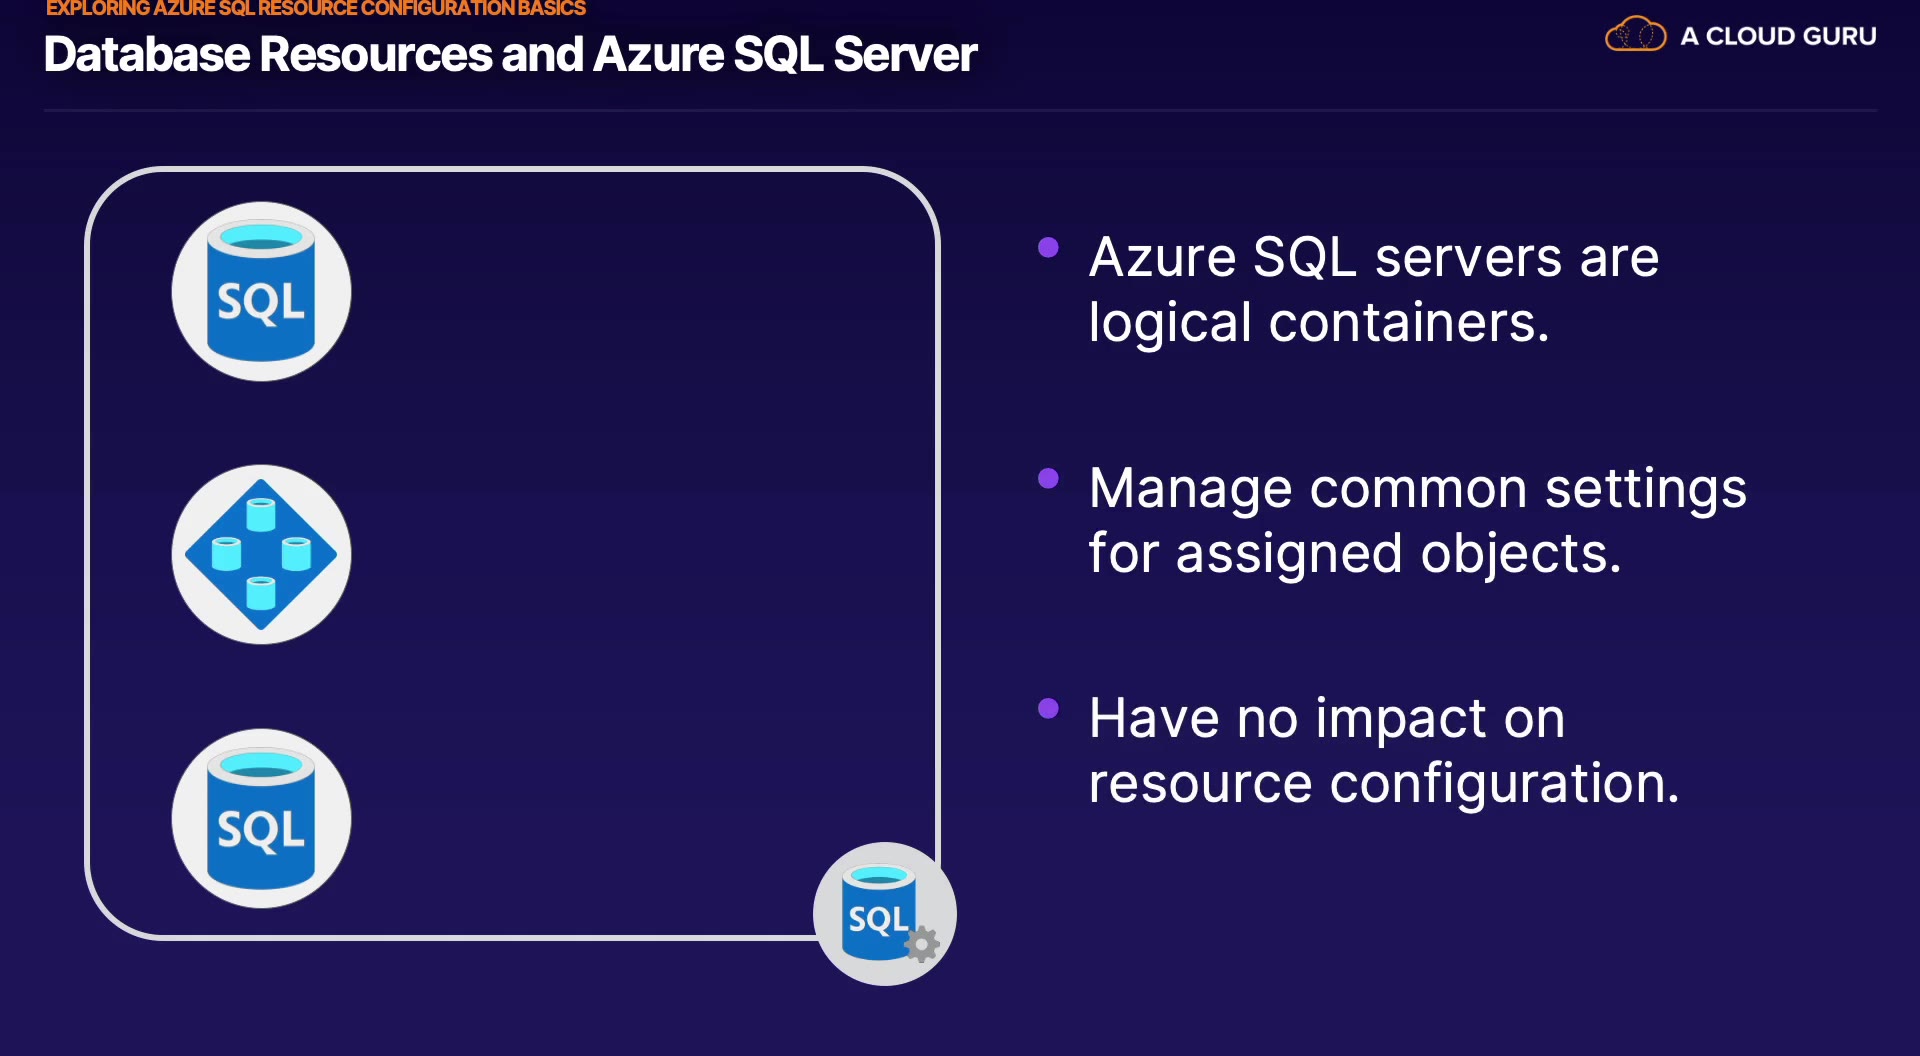 EXPLORING AZURE SQL RESOURCE CONFIGURATION BASICS
Database Resources and Azure SQL Server
A CLOUD GURU
SQL
SQL
SQL
Azure SQL servers are
logical containers.
Manage common settings
for assigned objects.
Have no impact on
resource configuration.